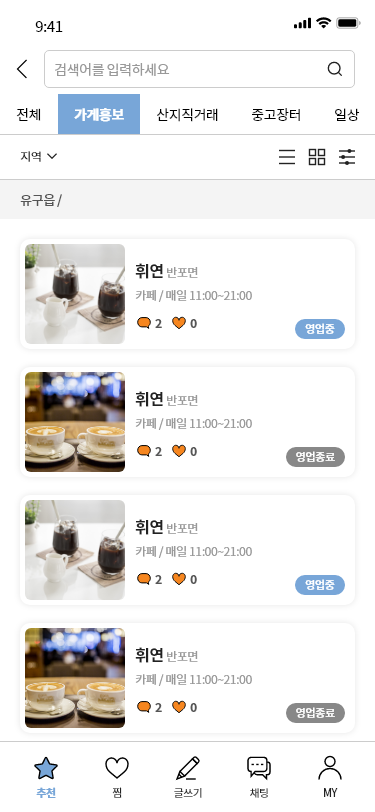 9:41
검색어를 입력하세요
전체 가게홍보 산지직거래 중고장터 일상
지역
유구읍 /
휘연 반포면
카페 / 매일 11:00~21:00
2 0
영업중
휘연 반포면
카페 / 매일 11:00~21:00
2 0
영업종료
휘연 반포면
카페 / 매일 11:00~21:00
2 0
영업중
휘연 반포면
카페 / 매일 11:00~21:00
2 0
영업종료
추천 찜 글쓰기 채팅 MY